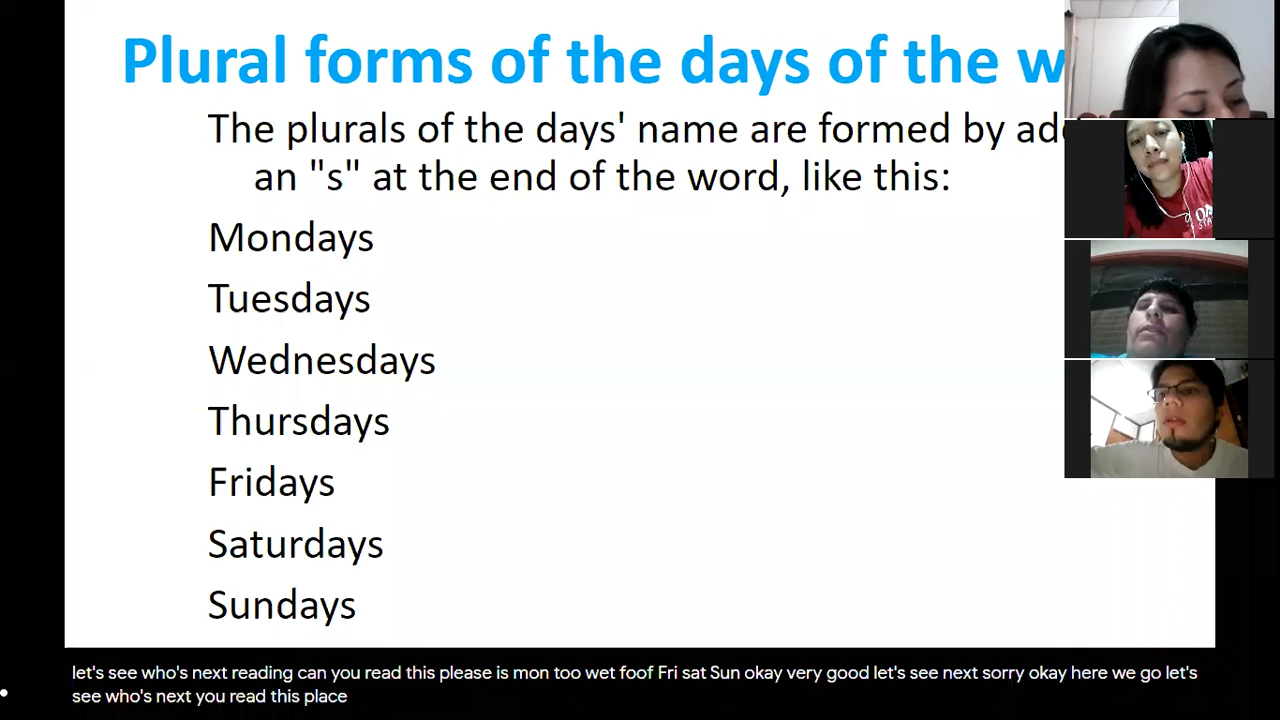 Plural forms of the days of the w
The plurals of the days' name are formed by ad
an "s" at the end of the word, like this:
Mondays
Tuesdays
Wednesdays
Thursdays
Fridays
Saturdays
Sundays
let's see who's next reading can you read this please is mon too wet foof Fri sat Sun okay very good let's see next sorry okay here we go let's
see who's next you read this place